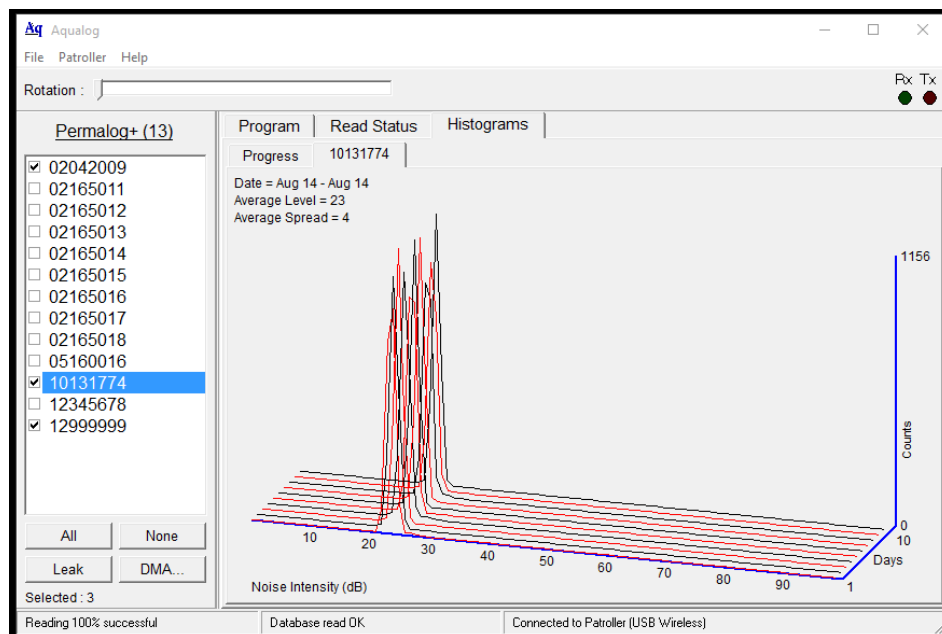 Aq Aqualog
File Patroller Help
Rotation :
Rx Tx
Permalog+ (13)
02042009
02165011
02165012
02165013
02165014
02165015
02165016
02165017
02165018
05160016
10131774
12345678
12999999
All None
Leak DMA...
Selected : 3
Program Read Status Histograms
Progress 10131774
Date = Aug 14 - Aug 14
Average Level = 23
Average Spread = 4
1156
Counts
0
10
Days
1
10 20 30 40 50 60 70 80 90
Noise Intensity (dB)
Reading 100% successful Database read OK Connected to Patroller (USB Wireless)